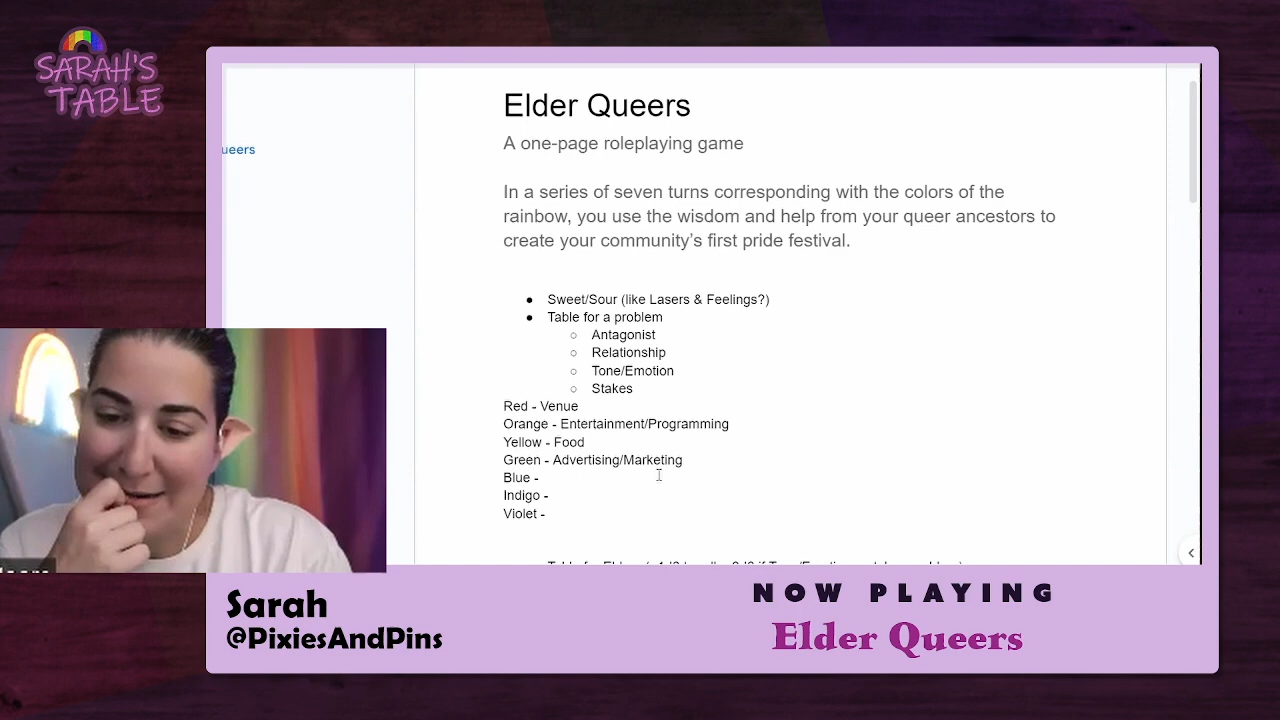 SARAH'S
TABLE
Elder Queers
A one-page roleplaying game
ueers
In a series of seven turns corresponding with the colors of the
rainbow, you use the wisdom and help from your queer ancestors to
create your community's first pride festival.
● Sweet/Sour (like Lasers & Feelings?)
● Table for a problem
○ Antagonist
○ Relationship
○ Tone/Emotion
○ Stakes
Red - Venue
Orange - Entertainment/Programming
Yellow - Food
Green - Advertising/Marketing
Blue -
Indigo -
Violet -
Sarah
@PixiesAndPins
NOW PLAYING
Elder Queers